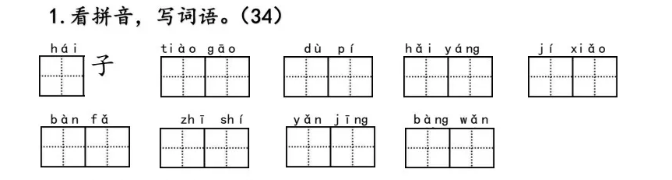 1.看拼音，写词语。(34)
hái tiào gāo dù pí hǎi yáng jí xiǎo
子
bàn fǎ zhī shí yǎn jīng bàng wǎn